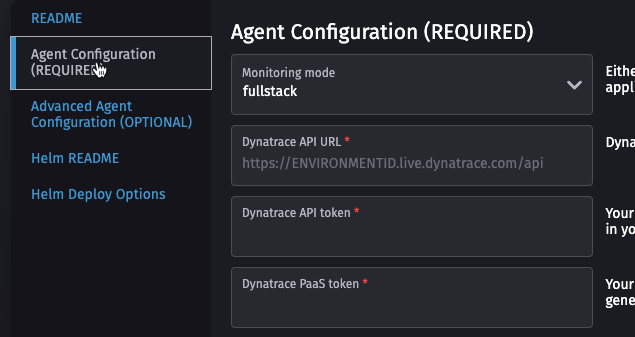 README
Agent Configuration
(REQUIRED)
Advanced Agent
Configuration (OPTIONAL)
Helm README
Helm Deploy Options
Agent Configuration (REQUIRED)
Monitoring mode
fullstack
Eithe
appl
Dynatrace API URL *
https://ENVIRONMENTID.live.dynatrace.com/api
Dyna
Dynatrace API token *
Your
in yo
Dynatrace PaaS token *
Your
gene